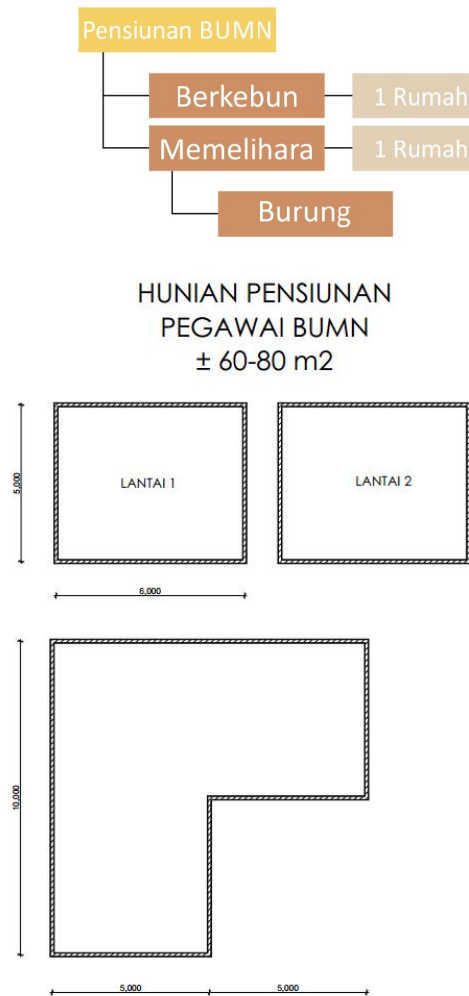 Pensiunan BUMN
Berkebun
1 Rumah
Memelihara
1 Rumah
Burung
HUNIAN PENSIUNAN
PEGAWAI BUMN
± 60-80 m2
5,000
LANTAI 1
LANTAI 2
6,000
10,000
5,000
5,000